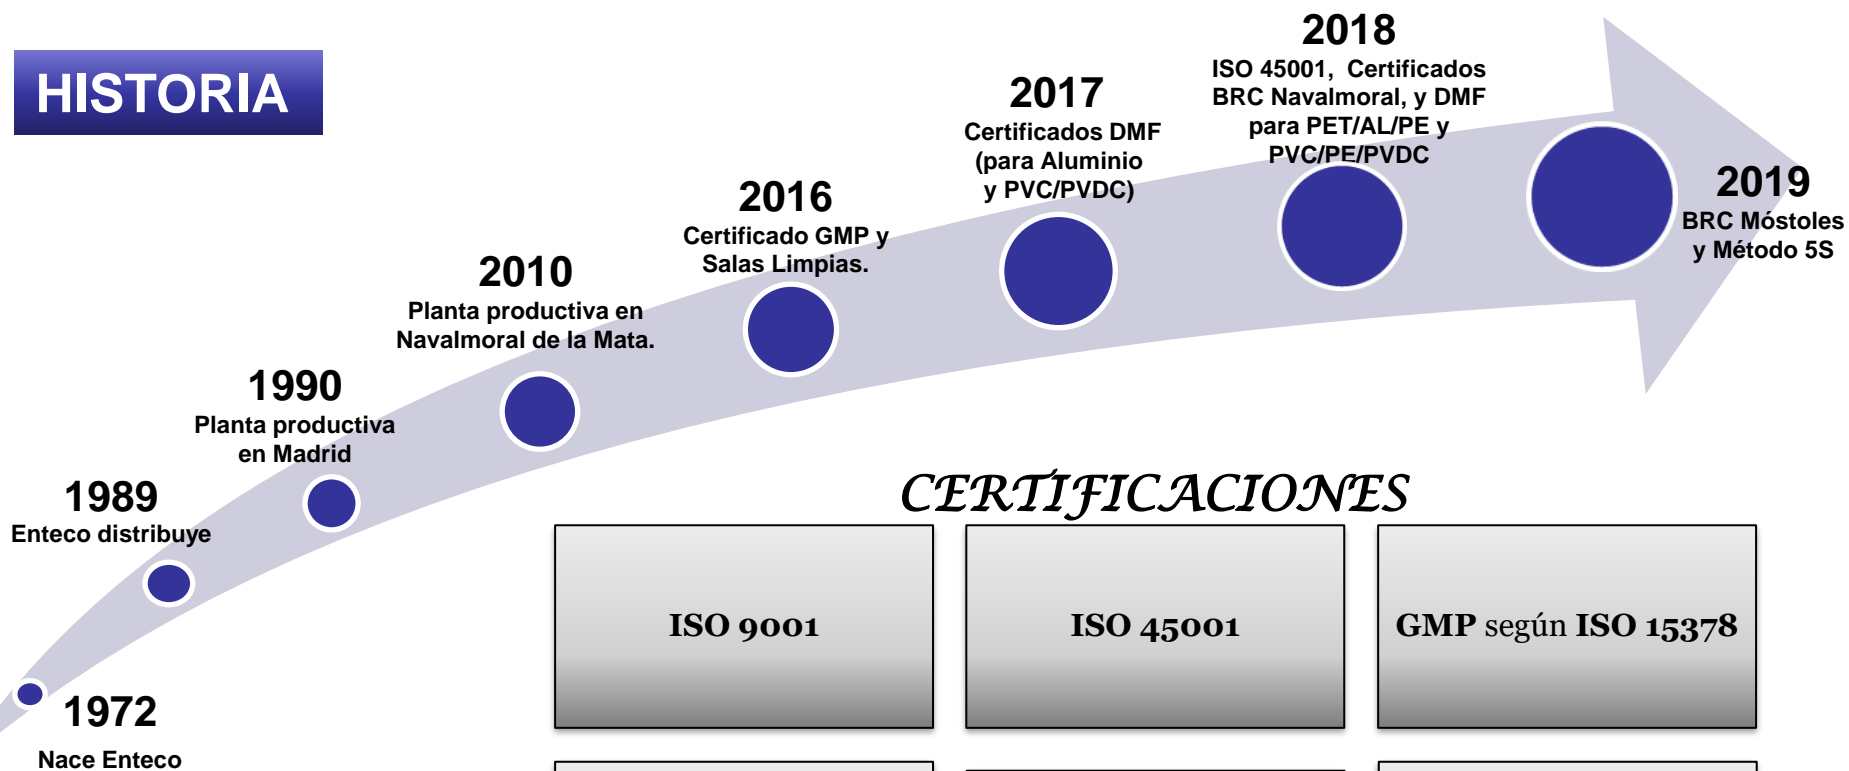 HISTORIA
1972
Nace Enteco
1989
Enteco distribuye
1990
Planta productiva
en Madrid
2010
Planta productiva en
Navalmoral de la Mata.
2016
Certificado GMP y
Salas Limpias.
2017
Certificados DMF
(para Aluminio
y PVC/PVDC)
2018
ISO 45001, Certificados
BRC Navalmoral, y DMF
para PET/AL/PE y
PVC/PE/PVDC
2019
BRC Móstoles
y Método 5S
CERTIFICACIONES
ISO 9001
ISO 45001
GMP según ISO 15378